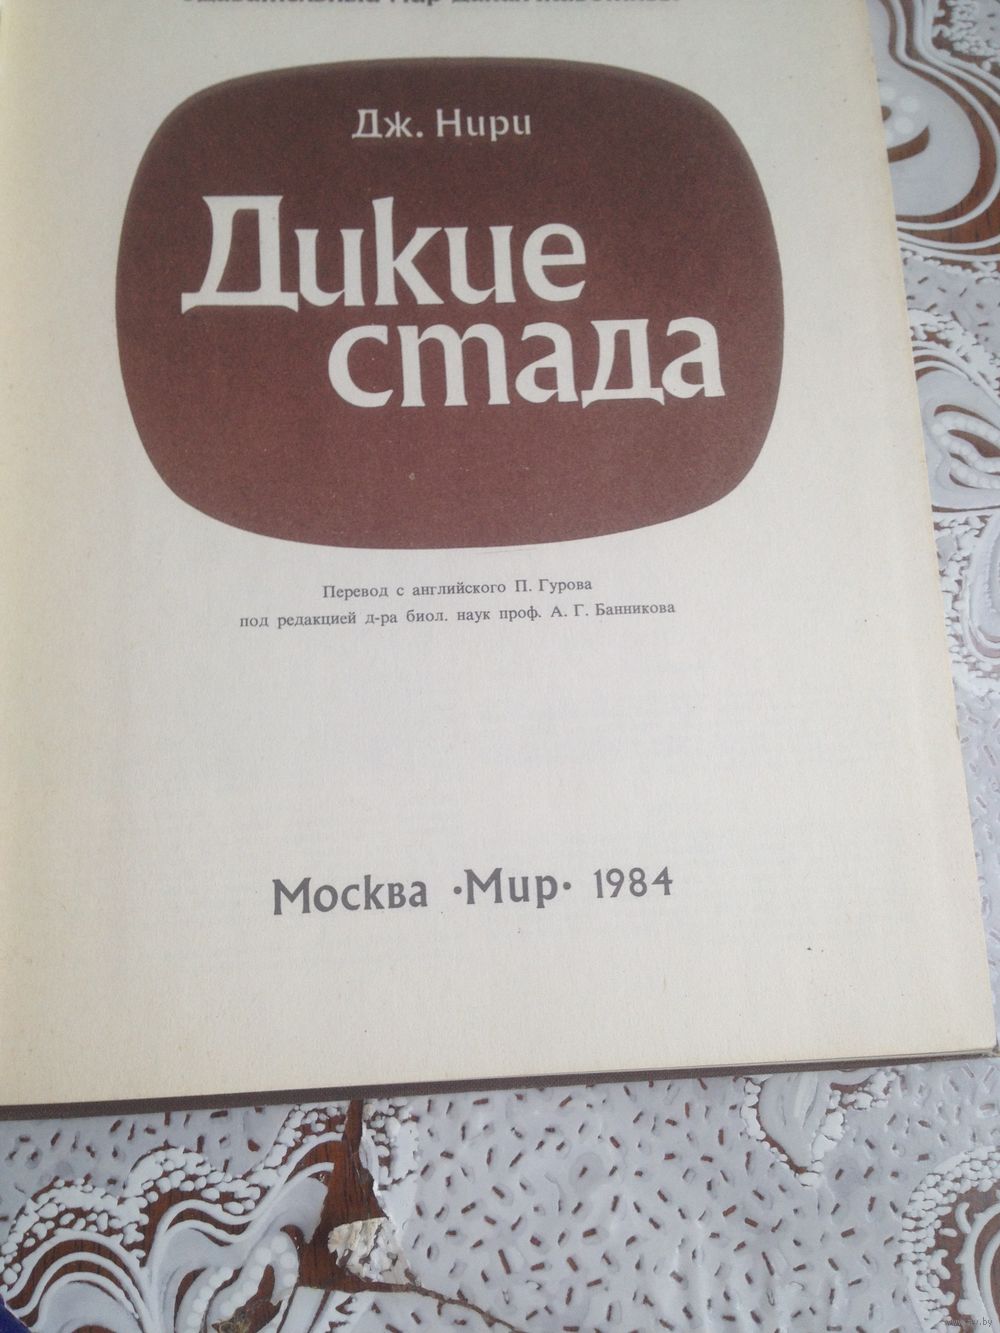 Дж. Нири
Дикие
стада
Перевод с английского П. Гурова
под редакцией д-ра биол. наук проф. А. Г. Банникова
Москва •Мир• 1984